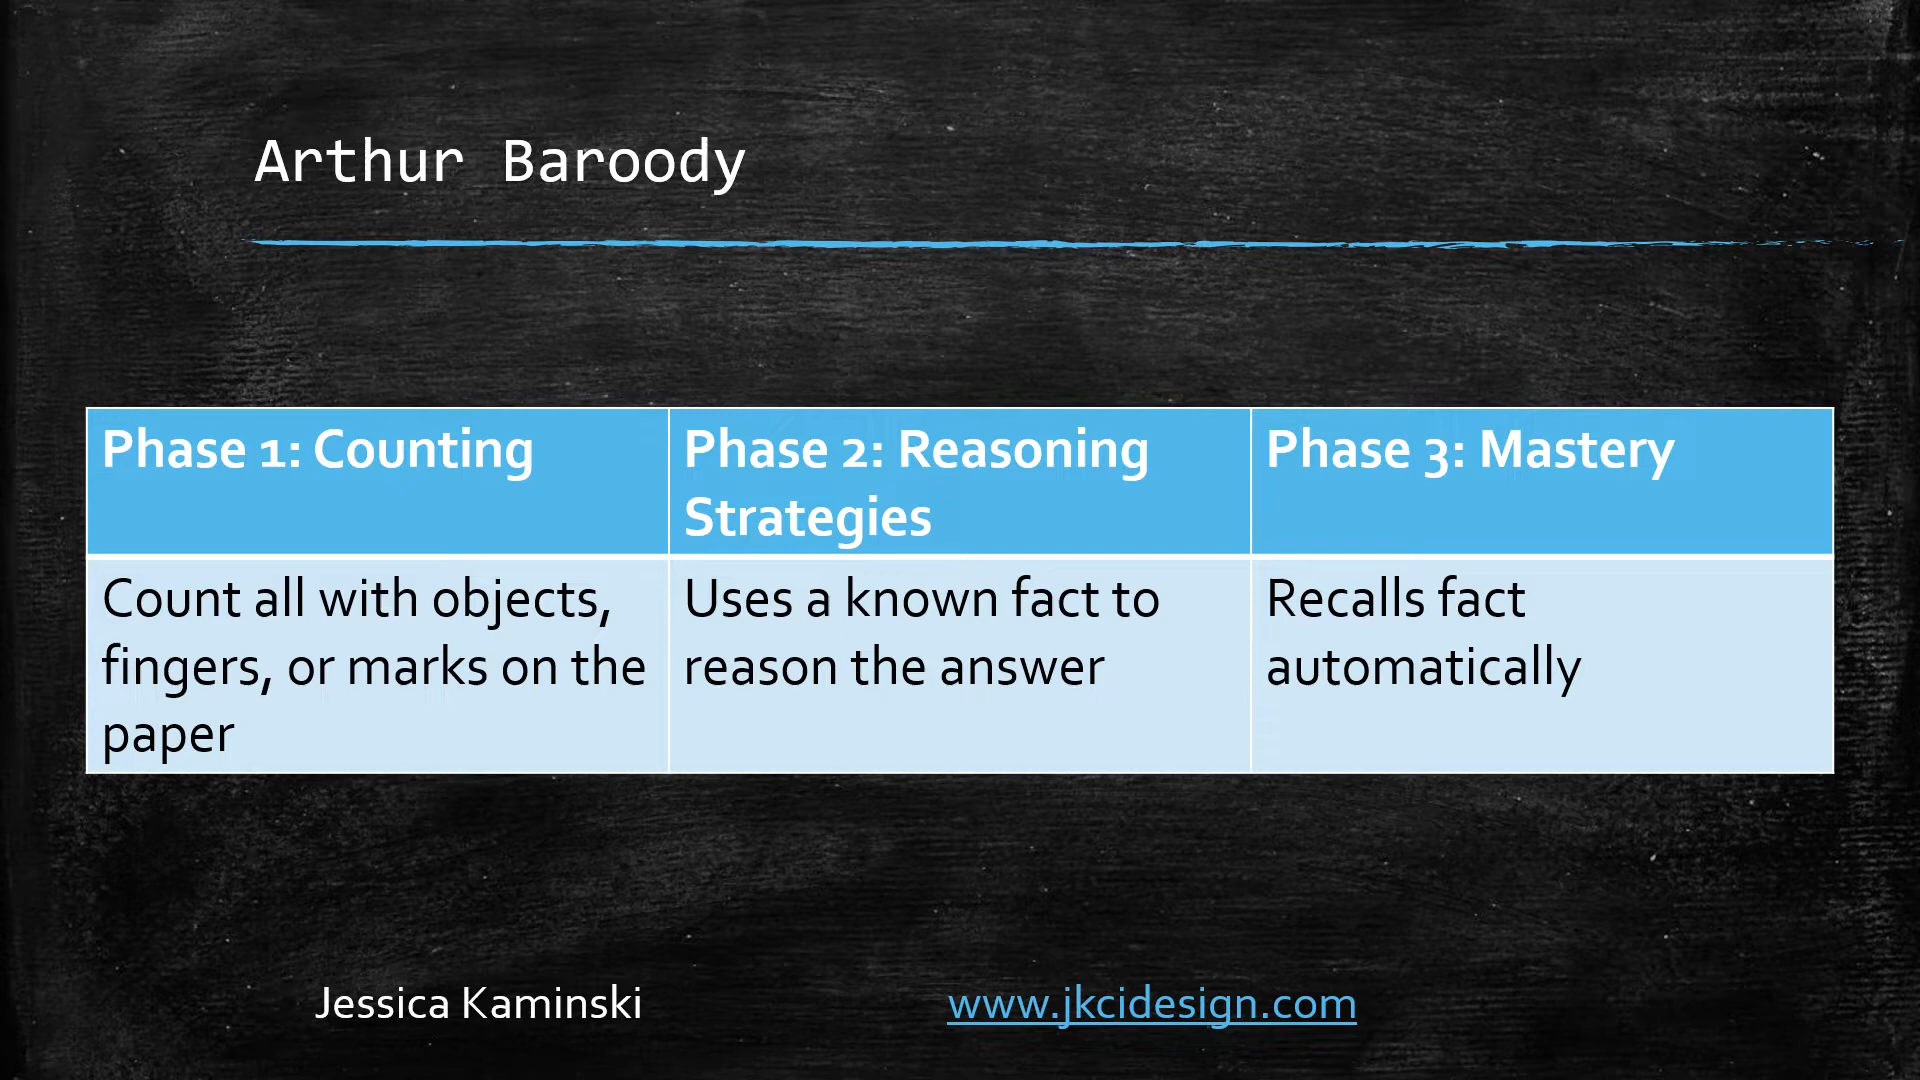 Arthur Baroody
Phase 1: Counting
Phase 2: Reasoning
Strategies
Phase 3: Mastery
Count all with objects,
fingers, or marks on the
paper
Uses a known fact to
reason the answer
Recalls fact
automatically
Jessica Kaminski
www.jkcidesign.com